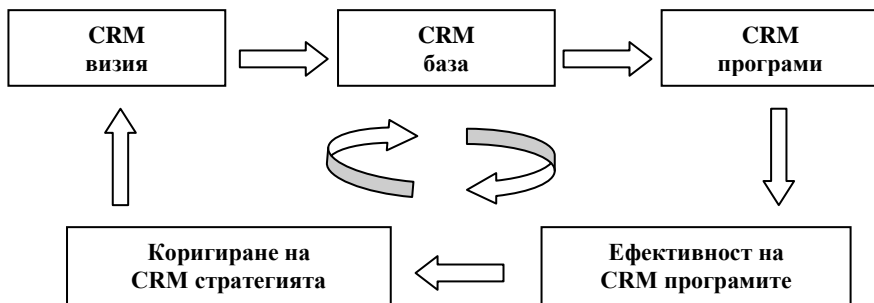 CRM
визия
CRM
база
CRM
програми
Коригиране на
CRM стратегията
Ефективност на
CRM програмите